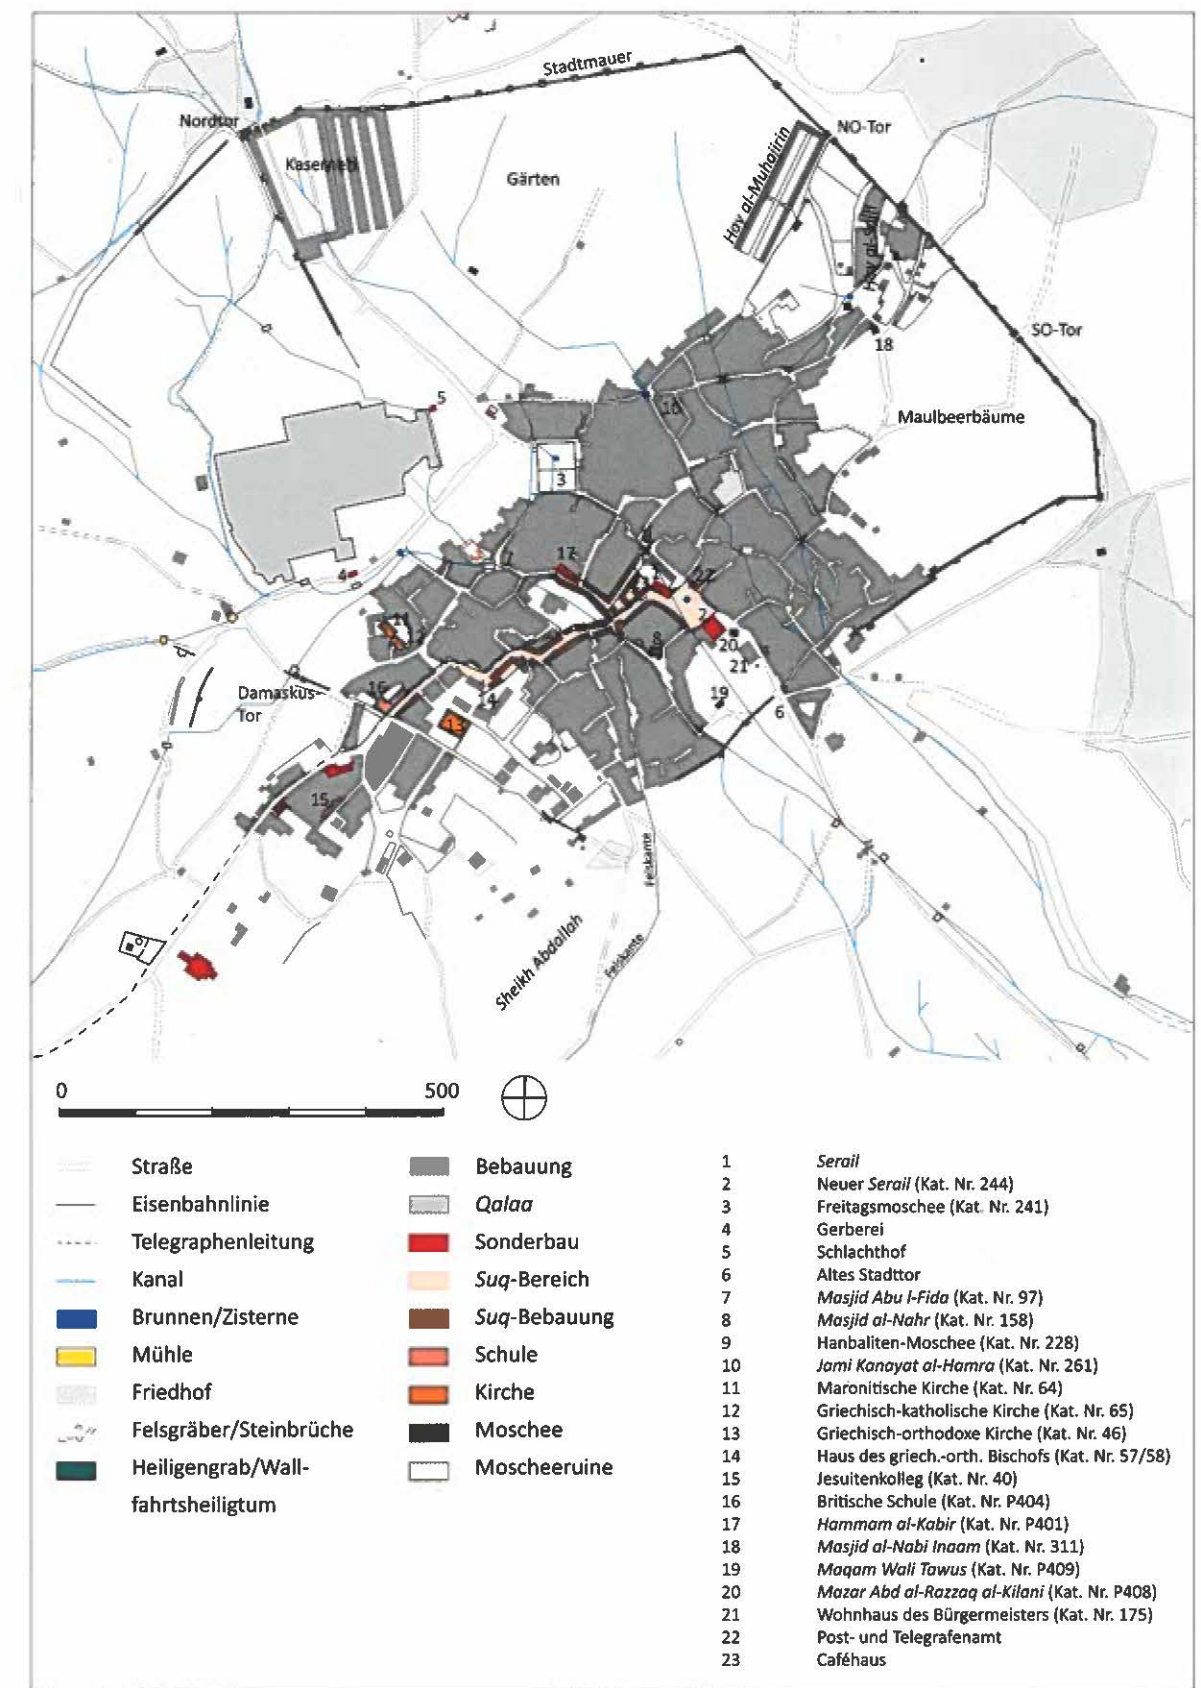 Stadtmauer
Nordtor
NO-Tor
Kasernen
Gärten
Hay al-Muhajirin
Hay al-Solh
SO-Tor
18
5
10
Maulbeerbäume
3
17
22
4
11
12
8
7
20
21
16
14
19
6
Damaskus-
Tor
13
15
Felskante
Sheikh Abdallah
Felskante
0 500
Straße
Eisenbahnlinie
Telegraphenleitung
Kanal
Brunnen/Zisterne
Mühle
Friedhof
Felsgräber/Steinbrüche
Heiligengrab/Wall-
fahrtsheiligtum
Bebauung
Qalaa
Sonderbau
Suq-Bereich
Suq-Bebauung
Schule
Kirche
Moschee
Moscheeruine
1 Serail
2 Neuer Serail (Kat. Nr. 244)
3 Freitagsmoschee (Kat. Nr. 241)
4 Gerberei
5 Schlachthof
6 Altes Stadttor
7 Masjid Abu l-Fida (Kat. Nr. 97)
8 Masjid al-Nahr (Kat. Nr. 158)
9 Hanbaliten-Moschee (Kat. Nr. 228)
10 Jami Kanayat al-Hamra (Kat. Nr. 261)
11 Maronitische Kirche (Kat. Nr. 64)
12 Griechisch-katholische Kirche (Kat. Nr. 65)
13 Griechisch-orthodoxe Kirche (Kat. Nr. 46)
14 Haus des griech.-orth. Bischofs (Kat. Nr. 57/58)
15 Jesuitenkolleg (Kat. Nr. 40)
16 Britische Schule (Kat. Nr. P404)
17 Hammam al-Kabir (Kat. Nr. P401)
18 Masjid al-Nabi Inaam (Kat. Nr. 311)
19 Maqam Wali Tawus (Kat. Nr. P409)
20 Mazar Abd al-Razzaq al-Kilani (Kat. Nr. P408)
21 Wohnhaus des Bürgermeisters (Kat. Nr. 175)
22 Post- und Telegrafenamt
23 Caféhaus